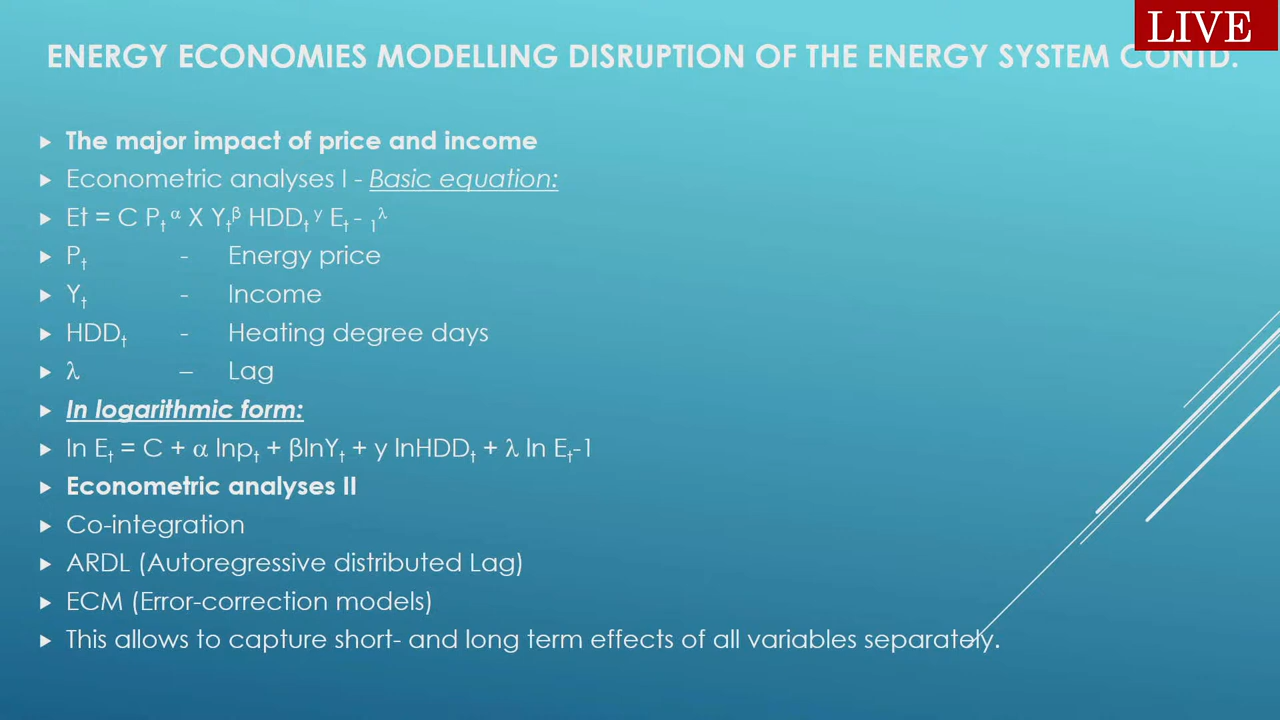 LIVE
ENERGY ECONOMIES MODELLING DISRUPTION OF THE ENERGY SYSTEM CONTD.
The major impact of price and income
Econometric analyses I - Basic equation:
Et = C Pt α X Ytβ HDDt y Et - 1λ
Pt - Energy price
Yt - Income
HDDt - Heating degree days
λ – Lag
In logarithmic form:
ln Et = C + α lnpt + βlnYt + y lnHDDt + λ ln Et-1
Econometric analyses II
Co-integration
ARDL (Autoregressive distributed Lag)
ECM (Error-correction models)
This allows to capture short- and long term effects of all variables separately.